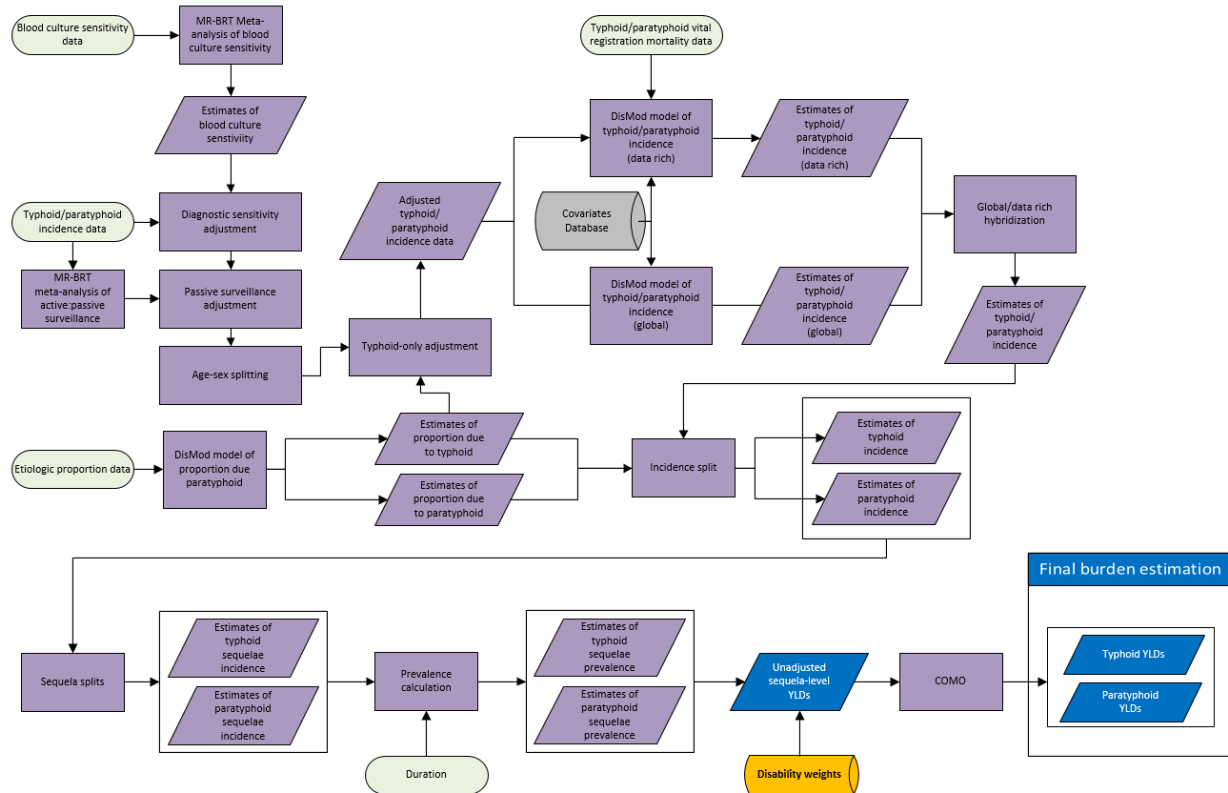 Blood culture sensitivity
data
MR-BRT Meta-
analysis of blood
culture sensitivity
Typhoid/paratyphoid vital
registration mortality data
Estimates of
blood culture
senstiviity
DisMod model of
typhoid/paratyphoid
incidence
(data rich)
Estimates of
typhoid/
paratyphoid
incidence
(data rich)
Typhoid/paratyphoid
incidence data
Diagnostic sensitivity
adjustment
Adjusted
typhoid/
paratyphoid
incidence data
Covariates
Database
Global/data rich
hybridization
MR-BRT
meta-analysis of
active:passive
surveillance
Passive surveillance
adjustment
DisMod model of
typhoid/paratyphoid
incidence
(global)
Estimates of
typhoid/
paratyphoid
incidence
(global)
Estimates of
typhoid/
paratyphoid
incidence
Age-sex splitting
Typhoid-only adjustment
Etiologic proportion data
DisMod model of
proportion due
paratyphoid
Estimates of
proportion due
to typhoid
Estimates of
proportion due
to paratyphoid
Incidence split
Estimates of
typhoid
incidence
Estimates of
paratyphoid
incidence
Final burden estimation
Sequela splits
Estimates of
typhoid
sequelae
incidence
Estimates of
paratyphoid
sequelae
incidence
Prevalence
calculation
Estimates of
typhoid
sequelae
prevalence
Estimates of
paratyphoid
sequelae
prevalence
Unadjusted
sequela-level
YLDs
COMO
Typhoid YLDs
Paratyphoid
YLDs
Duration
Disability weights